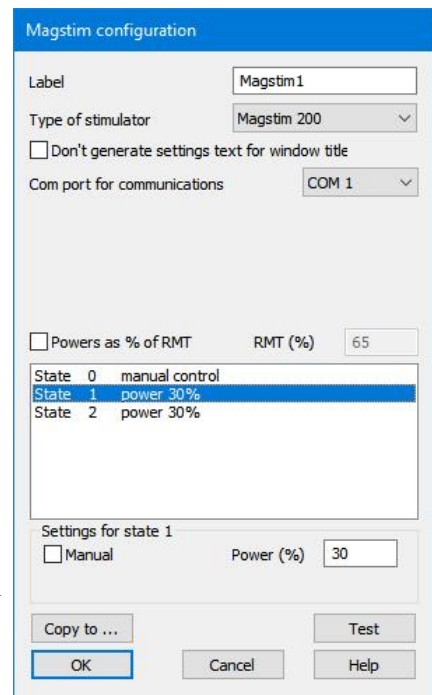 Magstim configuration
Label Magstim1
Type of stimulator Magstim 200
Don't generate settings text for window title
Com port for communications COM 1
Powers as % of RMT RMT (%) 65
State 0 manual control
State 1 power 30%
State 2 power 30%
Settings for state 1
Manual Power (%) 30
Copy to ... Test
OK Cancel Help